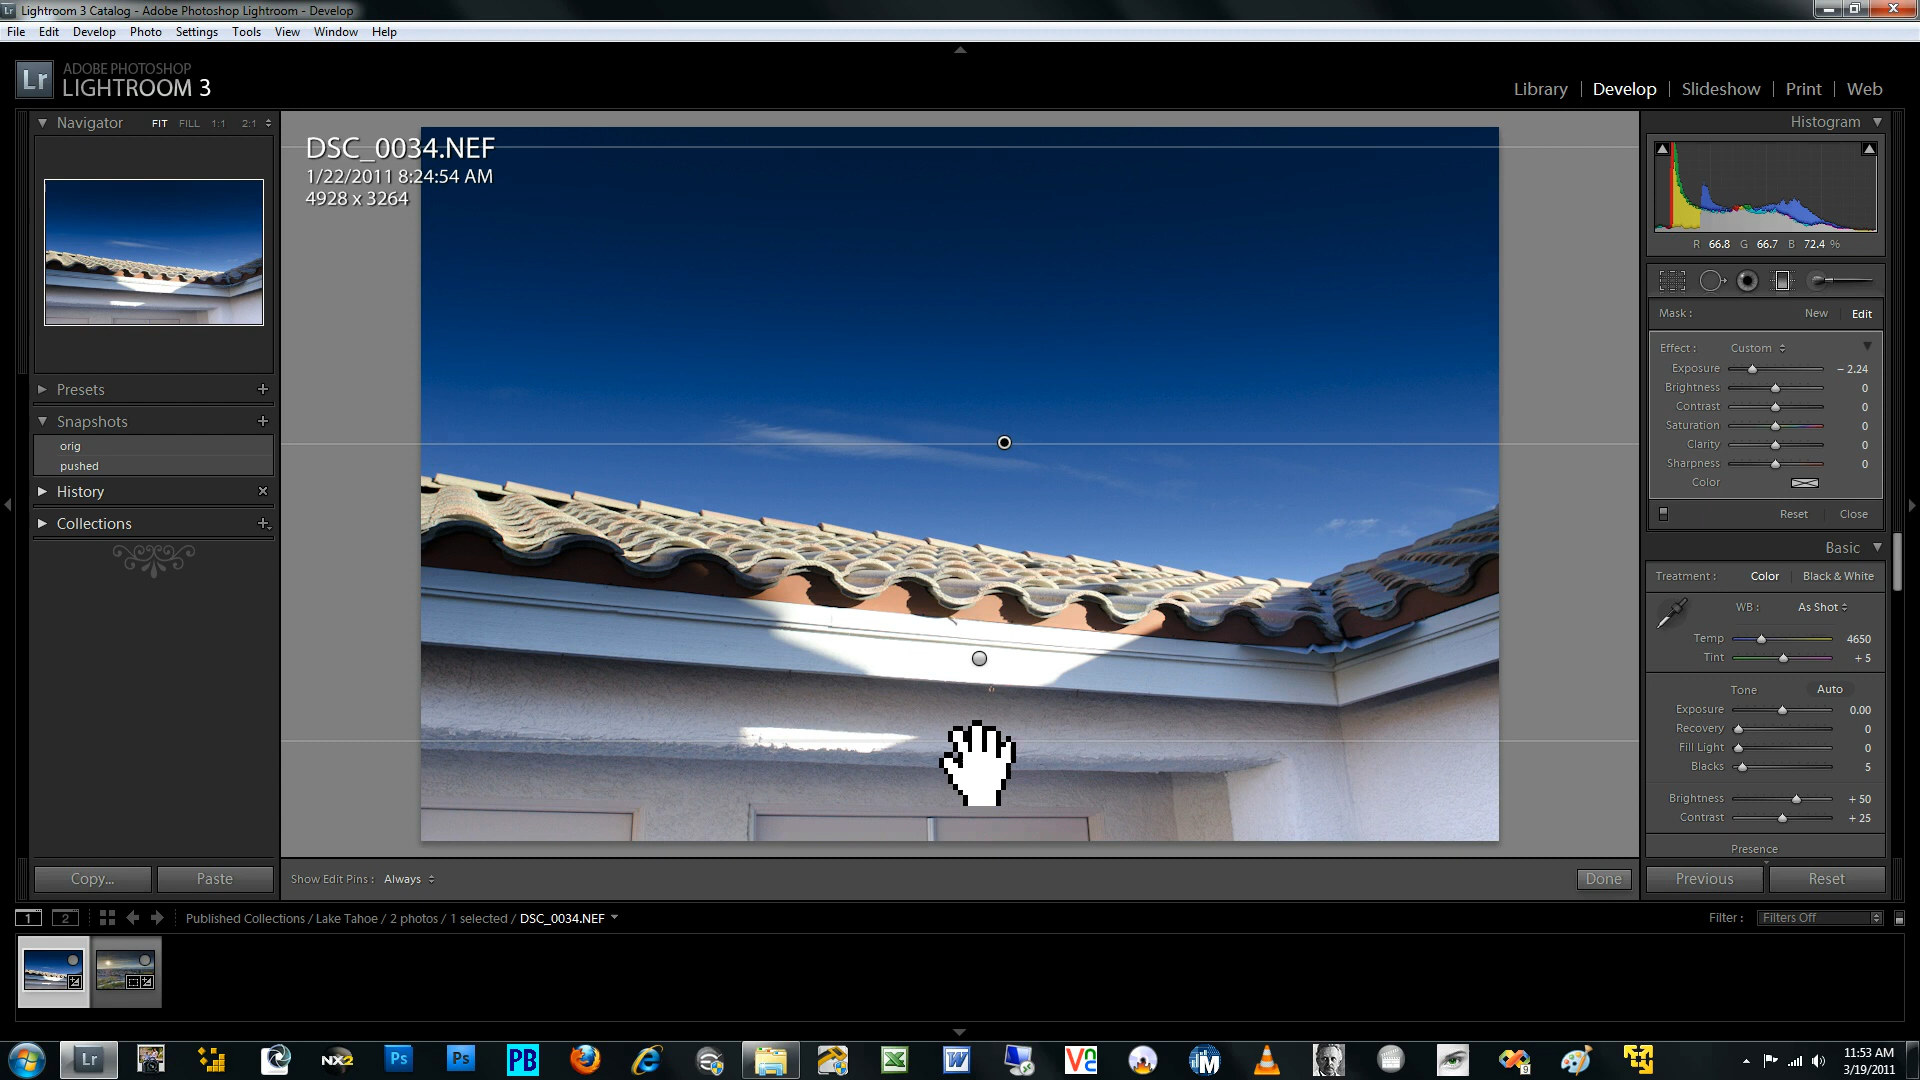 Lr Lightroom 3 Catalog - Adobe Photoshop Lightroom - Develop
File Edit Develop Photo Settings Tools View Window Help
Lr ADOBE PHOTOSHOP
LIGHTROOM 3
Library | Develop | Slideshow | Print | Web
Navigator FIT FILL 1:1 2:1
Presets
Snapshots
orig
pushed
History
Collections
Copy... Paste
DSC_0034.NEF
1/22/2011 8:24:54 AM
4928 x 3264
Show Edit Pins : Always
Done
Histogram
R 66.8 G 66.7 B 72.4 %
Mask : New Edit
Effect : Custom
Exposure – 2.24
Brightness 0
Contrast 0
Saturation 0
Clarity 0
Sharpness 0
Color
Reset Close
Basic
Treatment : Color Black & White
WB : As Shot
Temp 4650
Tint + 5
Tone Auto
Exposure 0.00
Recovery 0
Fill Light 0
Blacks 5
Brightness + 50
Contrast + 25
Presence
Previous Reset
1 2 Published Collections / Lake Tahoe / 2 photos / 1 selected / DSC_0034.NEF
Filter : Filters Off
Lr NX2 Ps Ps PB
11:53 AM
3/19/2011